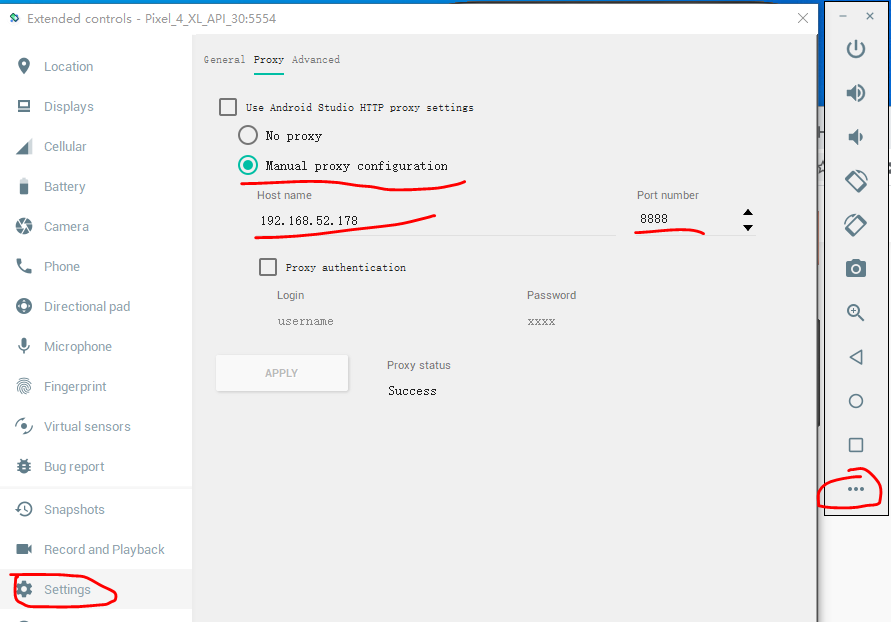 Extended controls - Pixel_4_XL_API_30:5554
Location
Displays
Cellular
Battery
Camera
Phone
Directional pad
Microphone
Fingerprint
Virtual sensors
Bug report
Snapshots
Record and Playback
Settings
General Proxy Advanced
Use Android Studio HTTP proxy settings
No proxy
Manual proxy configuration
Host name Port number
192.168.52.178 8888
Proxy authentication
Login Password
username xxxx
APPLY Proxy status
Success